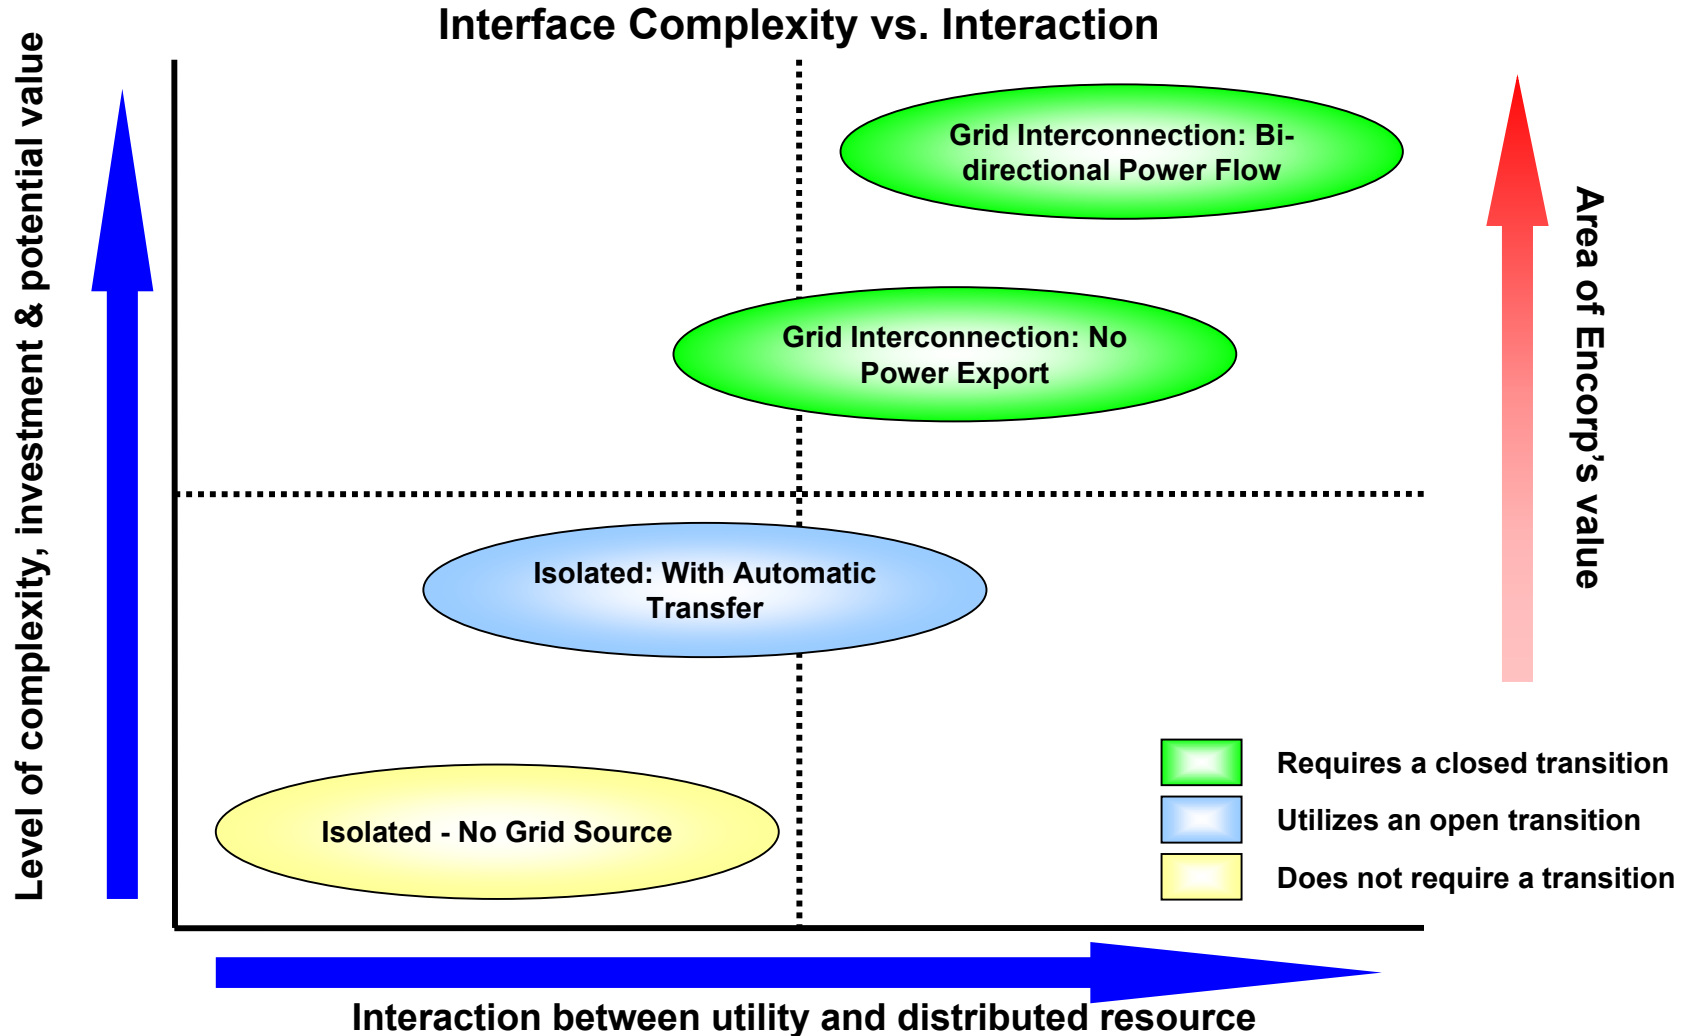 Interface Complexity vs. Interaction
Level of complexity, investment & potential value
Grid Interconnection: Bi-
directional Power Flow
Grid Interconnection: No
Power Export
Isolated: With Automatic
Transfer
Isolated - No Grid Source
Area of Encorp's value
Requires a closed transition
Utilizes an open transition
Does not require a transition
Interaction between utility and distributed resource